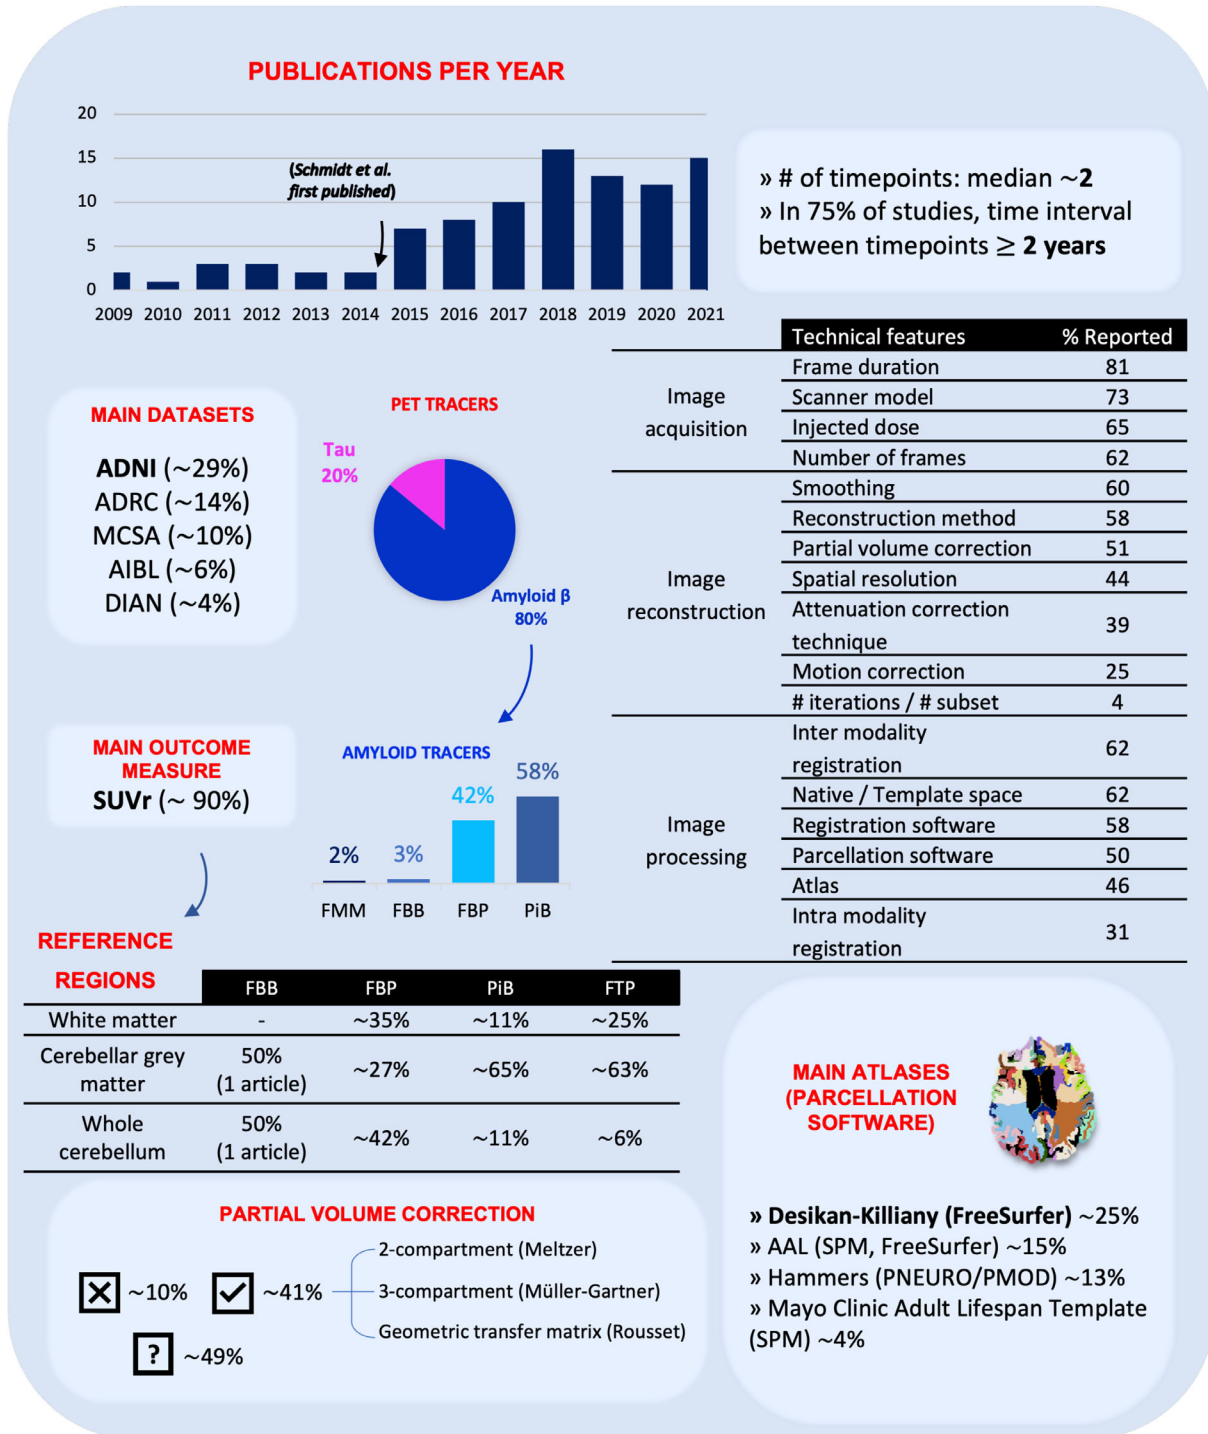 PUBLICATIONS PER YEAR
20
15
10
5
0
(Schmidt et al.
first published)
2009 2010 2011 2012 2013 2014 2015 2016 2017 2018 2019 2020 2021
» # of timepoints: median ~2
» In 75% of studies, time interval
between timepoints ≥ 2 years
MAIN DATASETS
ADNI (~29%)
ADRC (~14%)
MCSA (~10%)
AIBL (~6%)
DIAN (~4%)
PET TRACERS
Tau
20%
Amyloid β
80%
Technical features % Reported
Image
acquisition
Frame duration 81
Scanner model 73
Injected dose 65
Number of frames 62
Image
reconstruction
Smoothing 60
Reconstruction method 58
Partial volume correction 51
Spatial resolution 44
Attenuation correction
technique 39
Motion correction 25
# iterations / # subset 4
Image
processing
Inter modality
registration 62
Native / Template space 62
Registration software 58
Parcellation software 50
Atlas 46
Intra modality
registration 31
MAIN OUTCOME
MEASURE
SUVr (~ 90%)
AMYLOID TRACERS
2% 3% 42% 58%
FMM FBB FBP PiB
REFERENCE
REGIONS
FBB FBP PiB FTP
White matter - ~35% ~11% ~25%
Cerebellar grey
matter
50%
(1 article)
~27% ~65% ~63%
Whole
cerebellum
50%
(1 article)
~42% ~11% ~6%
PARTIAL VOLUME CORRECTION
~10%
~41%
? ~49%
2-compartment (Meltzer)
3-compartment (Müller-Gartner)
Geometric transfer matrix (Rousset)
MAIN ATLASES
(PARCELLATION
SOFTWARE)
» Desikan-Killiany (FreeSurfer) ~25%
» AAL (SPM, FreeSurfer) ~15%
» Hammers (PNEURO/PMOD) ~13%
» Mayo Clinic Adult Lifespan Template
(SPM) ~4%